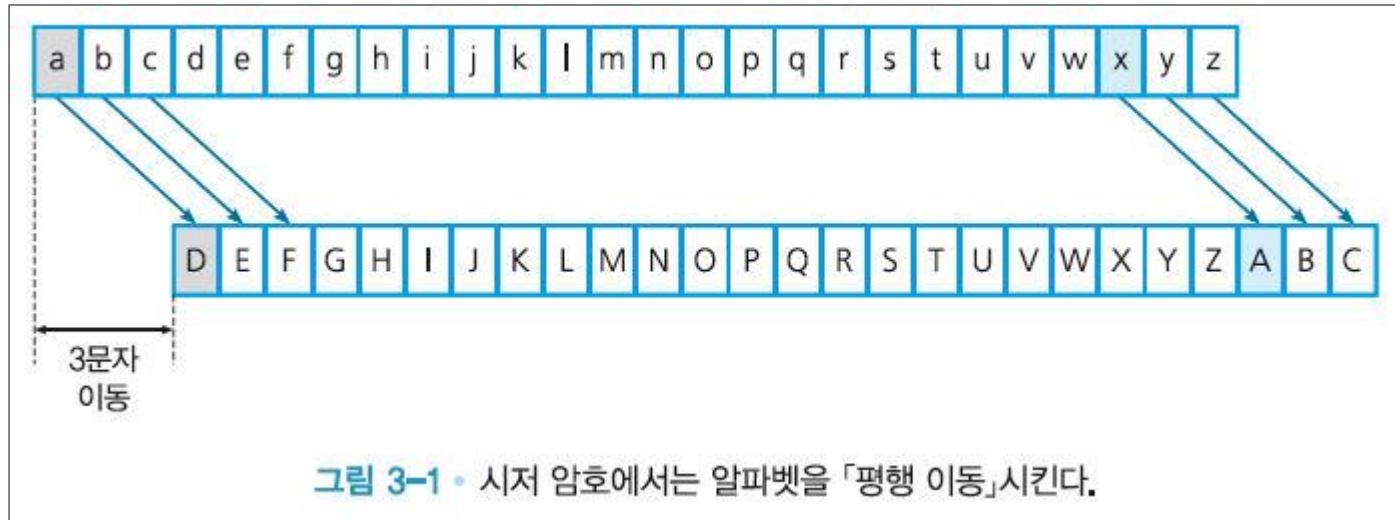 a b c d e f g h i j k l m n o p q r s t u v w x y z
D E F G H I J K L M N O P Q R S T U V W X Y Z A B C
3문자
이동
그림 3-1 • 시저 암호에서는 알파벳을 「평행 이동」시킨다.